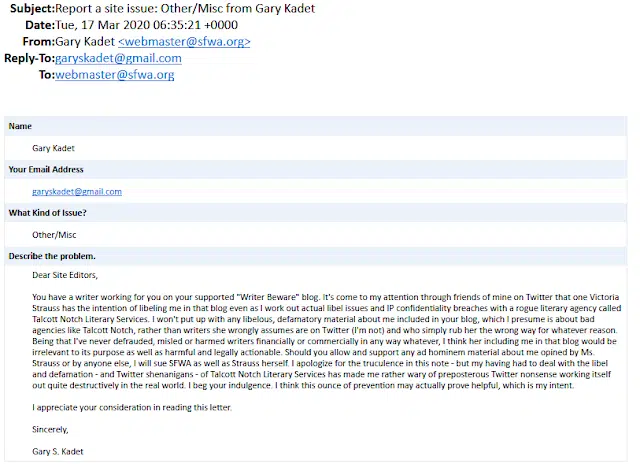 Subject: Report a site issue: Other/Misc from Gary Kadet
Date: Tue, 17 Mar 2020 06:35:21 +0000
From: Gary Kadet <webmaster@sfwa.org>
Reply-To: garyskadet@gmail.com
To: webmaster@sfwa.org
Name
Gary Kadet
Your Email Address
garyskadet@gmail.com
What Kind of Issue?
Other/Misc
Describe the problem.
Dear Site Editors,
You have a writer working for you on your supported "Writer Beware" blog. It's come to my attention through friends of mine on Twitter that one Victoria
Strauss has the intention of libeling me in that blog even as I work out actual libel issues and IP confidentiality breaches with a rogue literary agency called
Talcott Notch Literary Services. I won't put up with any libelous, defamatory material about me included in your blog, which I presume is about bad
agencies like Talcott Notch, rather than writers she wrongly assumes are on Twitter (I'm not) and who simply rub her the wrong way for whatever reason.
Being that I've never defrauded, misled or harmed writers financially or commercially in any way whatever, I think her including me in that blog would be
irrelevant to its purpose as well as harmful and legally actionable. Should you allow and support any ad hominem material about me opined by Ms.
Strauss or by anyone else, I will sue SFWA as well as Strauss herself. I apologize for the truculence in this note - but my having had to deal with the libel
and defamation - and Twitter shenanigans - of Talcott Notch Literary Services has made me rather wary of preposterous Twitter nonsense working itself
out quite destructively in the real world. I beg your indulgence. I think this ounce of prevention may actually prove helpful, which is my intent.
I appreciate your consideration in reading this letter.
Sincerely,
Gary S. Kadet